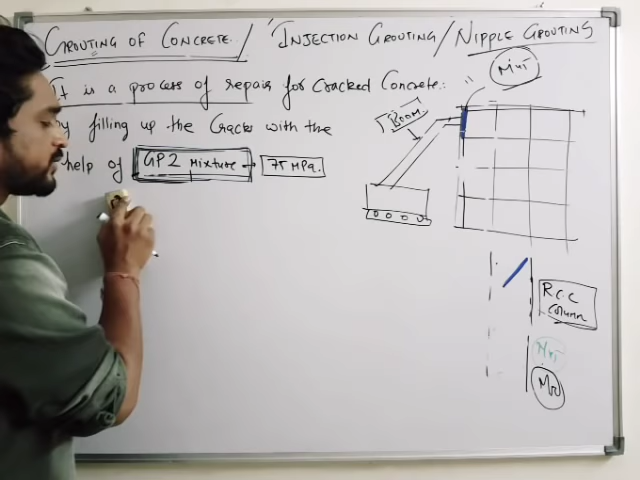 GROUTING OF CONCRETE. / INJECTION GROUTING / NIPPLE GROUTING
It is a process of repair for Cracked Concrete.:
by filling up the Cracks with the
help of GP2 Mixture → 75 MPa.
BOOM
RCC
Column